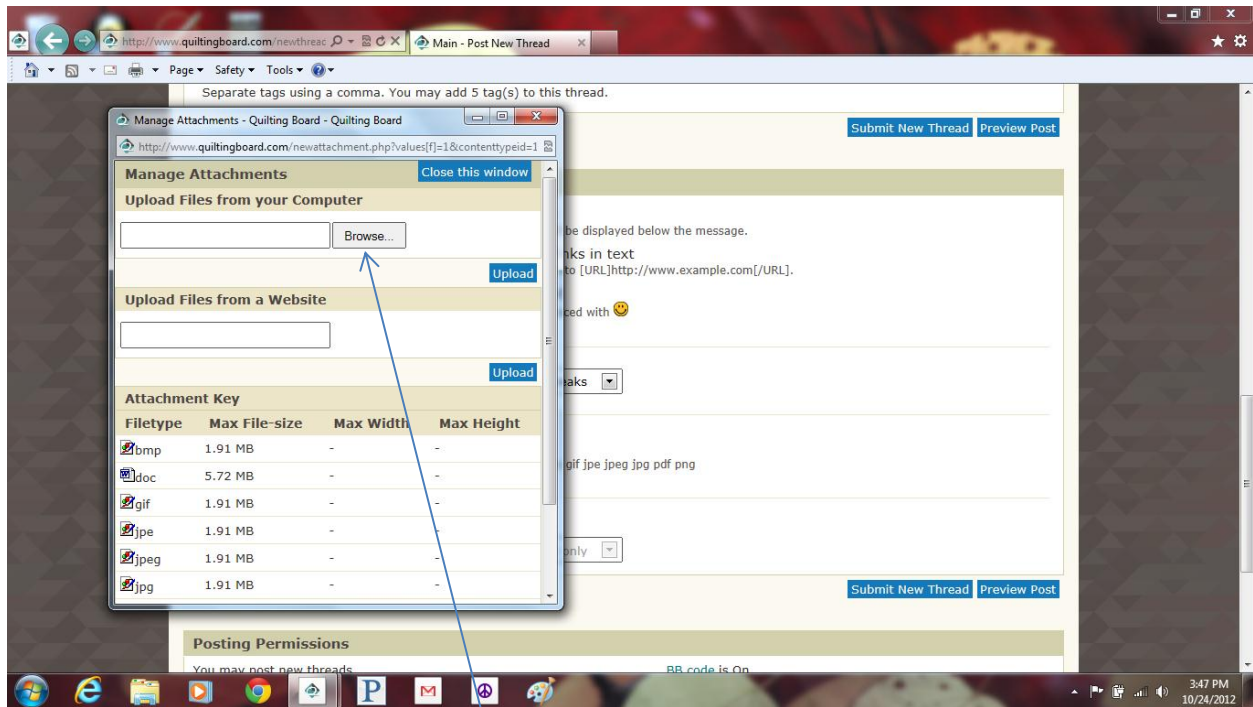 http://www.quiltingboard.com/newthreac
Main - Post New Thread
Page Safety Tools
Separate tags using a comma. You may add 5 tag(s) to this thread.
Submit New Thread Preview Post
Manage Attachments - Quilting Board - Quilting Board
http://www.quiltingboard.com/newattachment.php?values[f]=1&contenttypeid=1
Manage Attachments Close this window
Upload Files from your Computer
Browse...
Upload
Upload Files from a Website
Upload
Attachment Key
Filetype Max File-size Max Width Max Height
bmp 1.91 MB - -
doc 5.72 MB - -
gif 1.91 MB - -
jpe 1.91 MB - -
jpeg 1.91 MB - -
jpg 1.91 MB - -
be displayed below the message.
nks in text
to [URL]http://www.example.com[/URL].
ced with
eaks
gif jpe jpeg jpg pdf png
only
Submit New Thread Preview Post
Posting Permissions
You may post new threads BB code is On
3:47 PM
10/24/2012